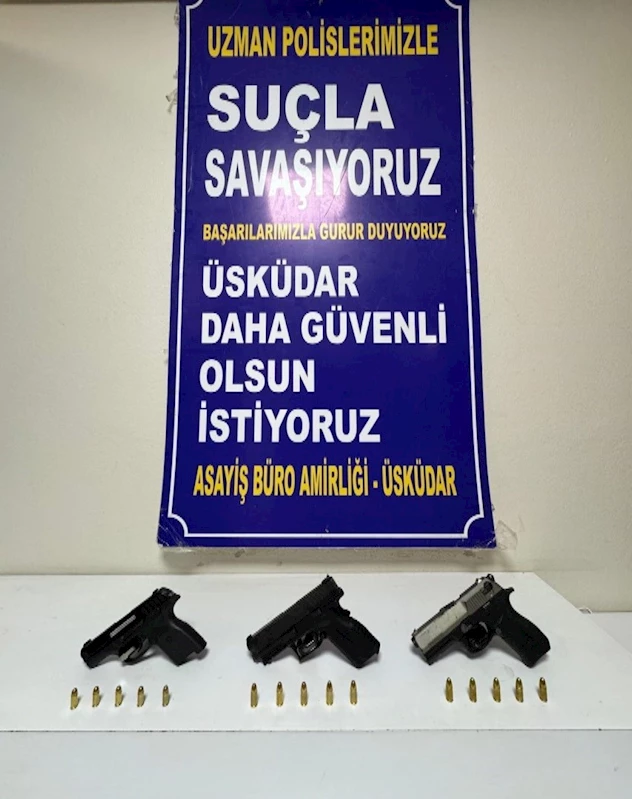 UZMAN POLİSLERİMİZLE
SUÇLA
SAVAŞIYORUZ
BAŞARILARIMIZLA GURUR DUYUYORUZ
ÜSKÜDAR
DAHA GÜVENLİ
OLSUN
İSTİYORUZ
ASAYİŞ BÜRO AMİRLİĞİ - ÜSKÜDAR